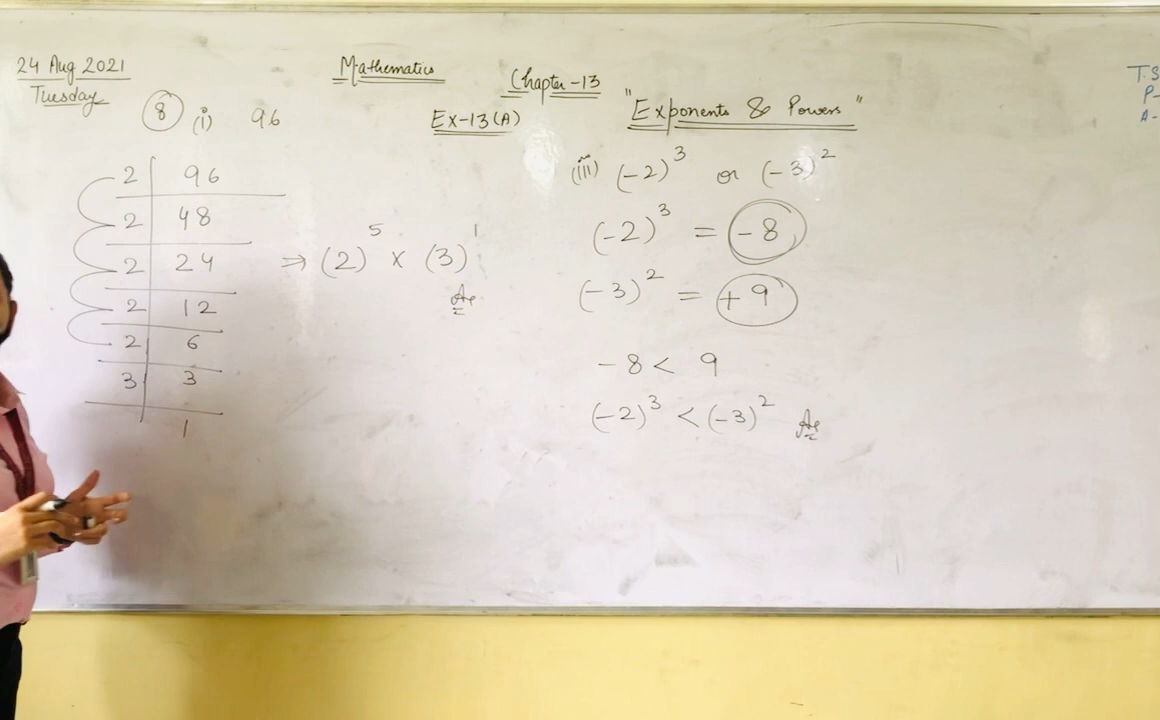 24 Aug 2021
Tuesday
Mathematics
Chapter-13
Ex-13(A)
"Exponents & Powers"
T.S
P-
A-
8 (i) 96
2 | 96
2 | 48
2 | 24
2 | 12
2 | 6
3 | 3
1
⇒ (2)⁵ × (3)¹
(iii) (-2)³ or (-3)²
(-2)³ = -8
(-3)² = +9
-8 < 9
(-2)³ < (-3)²